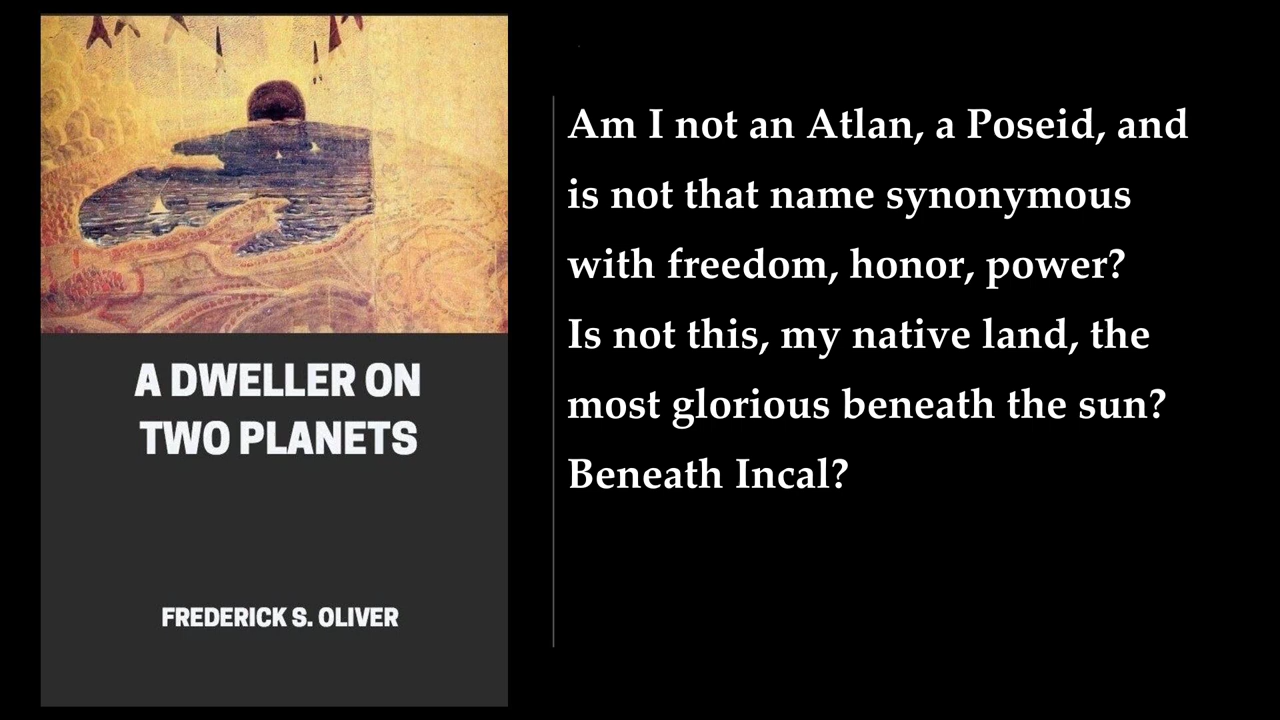 A DWELLER ON
TWO PLANETS
FREDERICK S. OLIVER
Am I not an Atlan, a Poseid, and
is not that name synonymous
with freedom, honor, power?
Is not this, my native land, the
most glorious beneath the sun?
Beneath Incal?